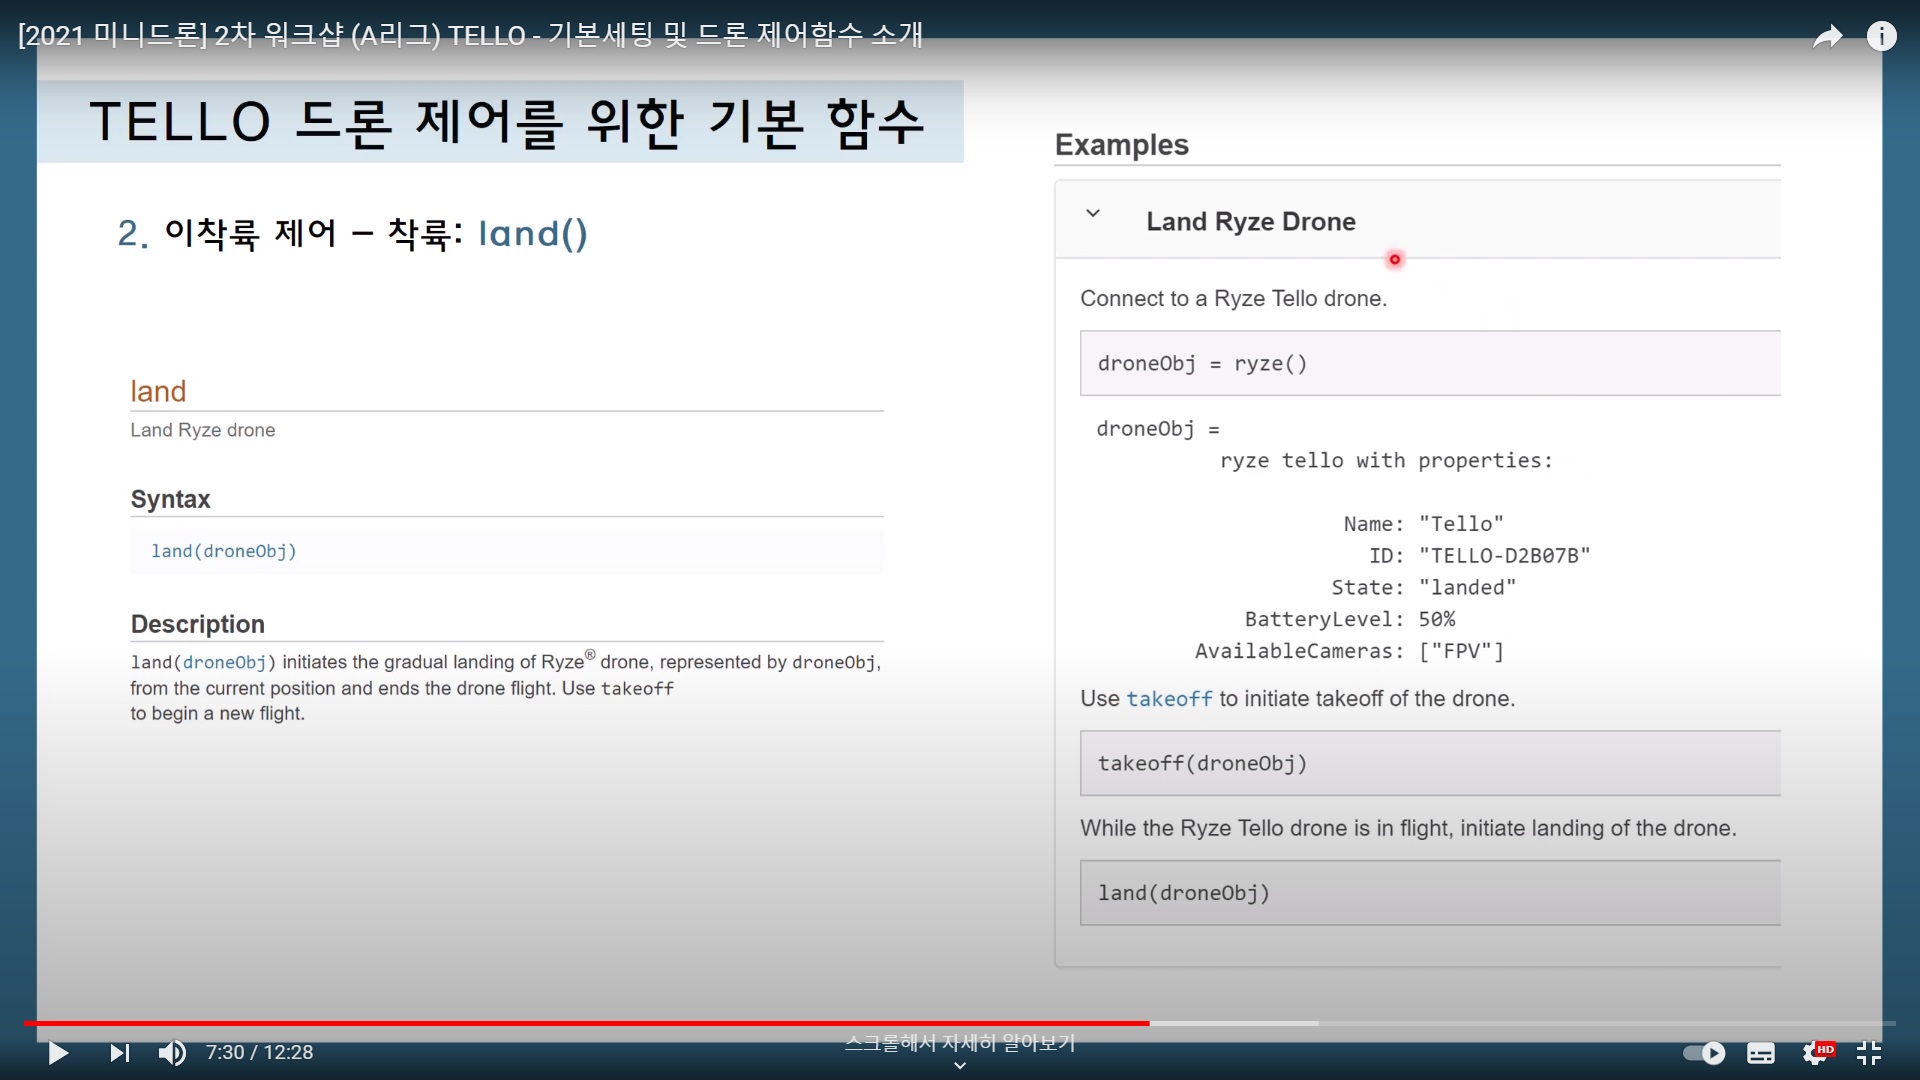 [2021 미니드론] 2차 워크샵 (A리그) TELLO - 기본세팅 및 드론 제어함수 소개
TELLO 드론 제어를 위한 기본 함수
2. 이착륙 제어 – 착륙: land()
land
Land Ryze drone
Syntax
land(droneObj)
Description
land(droneObj) initiates the gradual landing of Ryze® drone, represented by droneObj,
from the current position and ends the drone flight. Use takeoff
to begin a new flight.
Examples
Land Ryze Drone
Connect to a Ryze Tello drone.
droneObj = ryze()
droneObj =
ryze tello with properties:
Name: "Tello"
ID: "TELLO-D2B07B"
State: "landed"
BatteryLevel: 50%
AvailableCameras: ["FPV"]
Use takeoff to initiate takeoff of the drone.
takeoff(droneObj)
While the Ryze Tello drone is in flight, initiate landing of the drone.
land(droneObj)
스크롤해서 자세히 알아보기
7:30 / 12:28
HD